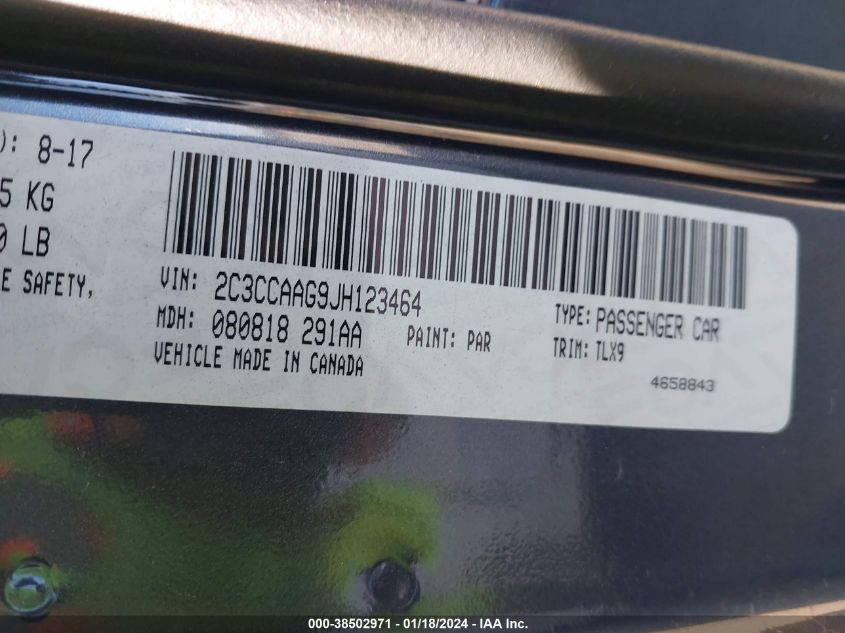 ): 8-17
5 KG
0 LB
E SAFETY,
VIN: 2C3CCAAG9JH123464
MDH: 080818 291AA
PAINT: PAR
VEHICLE MADE IN CANADA
TYPE: PASSENGER CAR
TRIM: TLX9
4658843
000-38502971 - 01/18/2024 - IAA Inc.